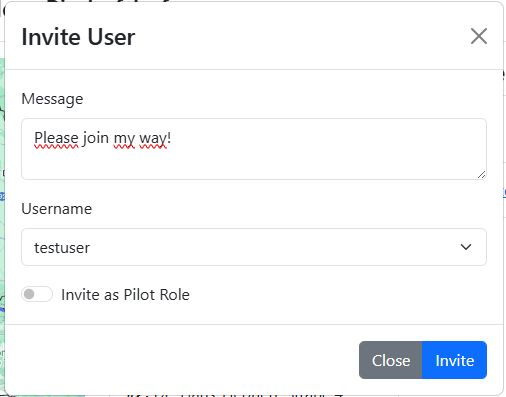 Invite User
Message
Please join my way!
Username
testuser
Invite as Pilot Role
Close
Invite